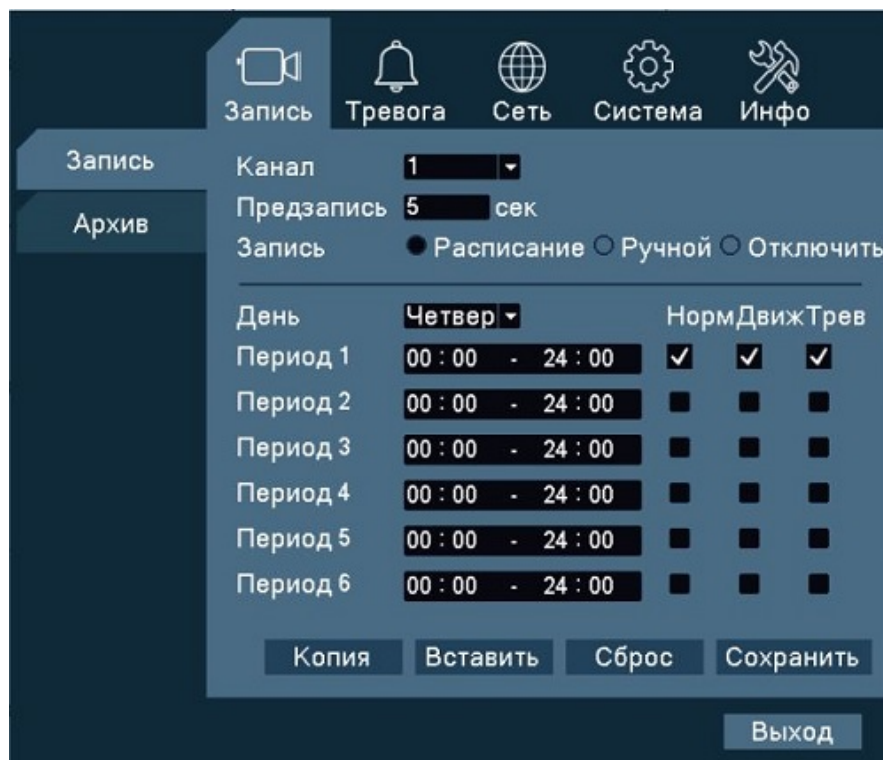 Запись Тревога Сеть Система Инфо
Запись
Архив
Канал 1
Предзапись 5 сек
Запись Расписание Ручной Отключить
День Четвер НормДвижТрев
Период 1 00:00 - 24:00
Период 2 00:00 - 24:00
Период 3 00:00 - 24:00
Период 4 00:00 - 24:00
Период 5 00:00 - 24:00
Период 6 00:00 - 24:00
Копия Вставить Сброс Сохранить
Выход